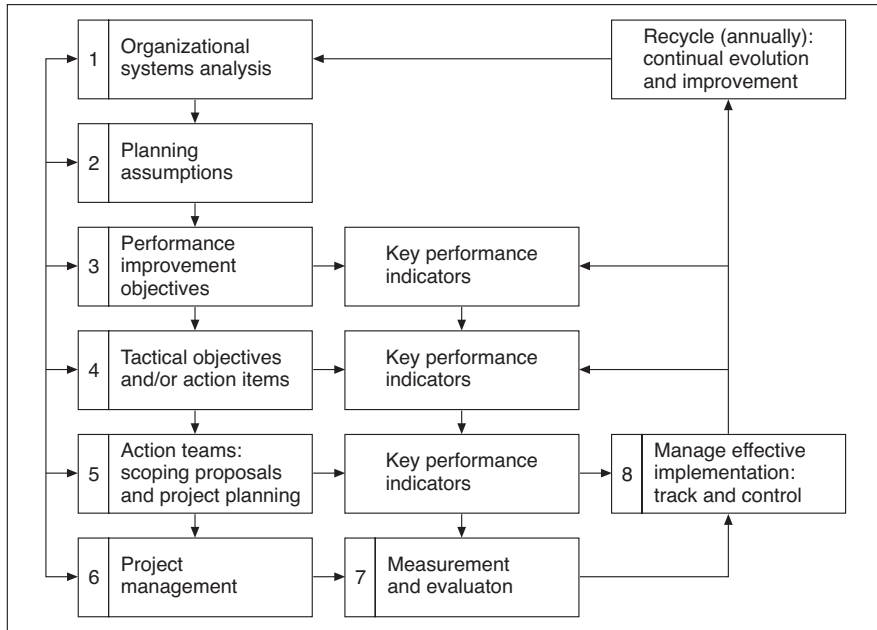 1
Organizational
systems analysis
Recycle (annually):
continual evolution
and improvement
2
Planning
assumptions
3
Performance
improvement
objectives
Key performance
indicators
4
Tactical objectives
and/or action items
Key performance
indicators
5
Action teams:
scoping proposals
and project planning
Key performance
indicators
8
Manage effective
implementation:
track and control
6
Project
management
7
Measurement
and evaluaton